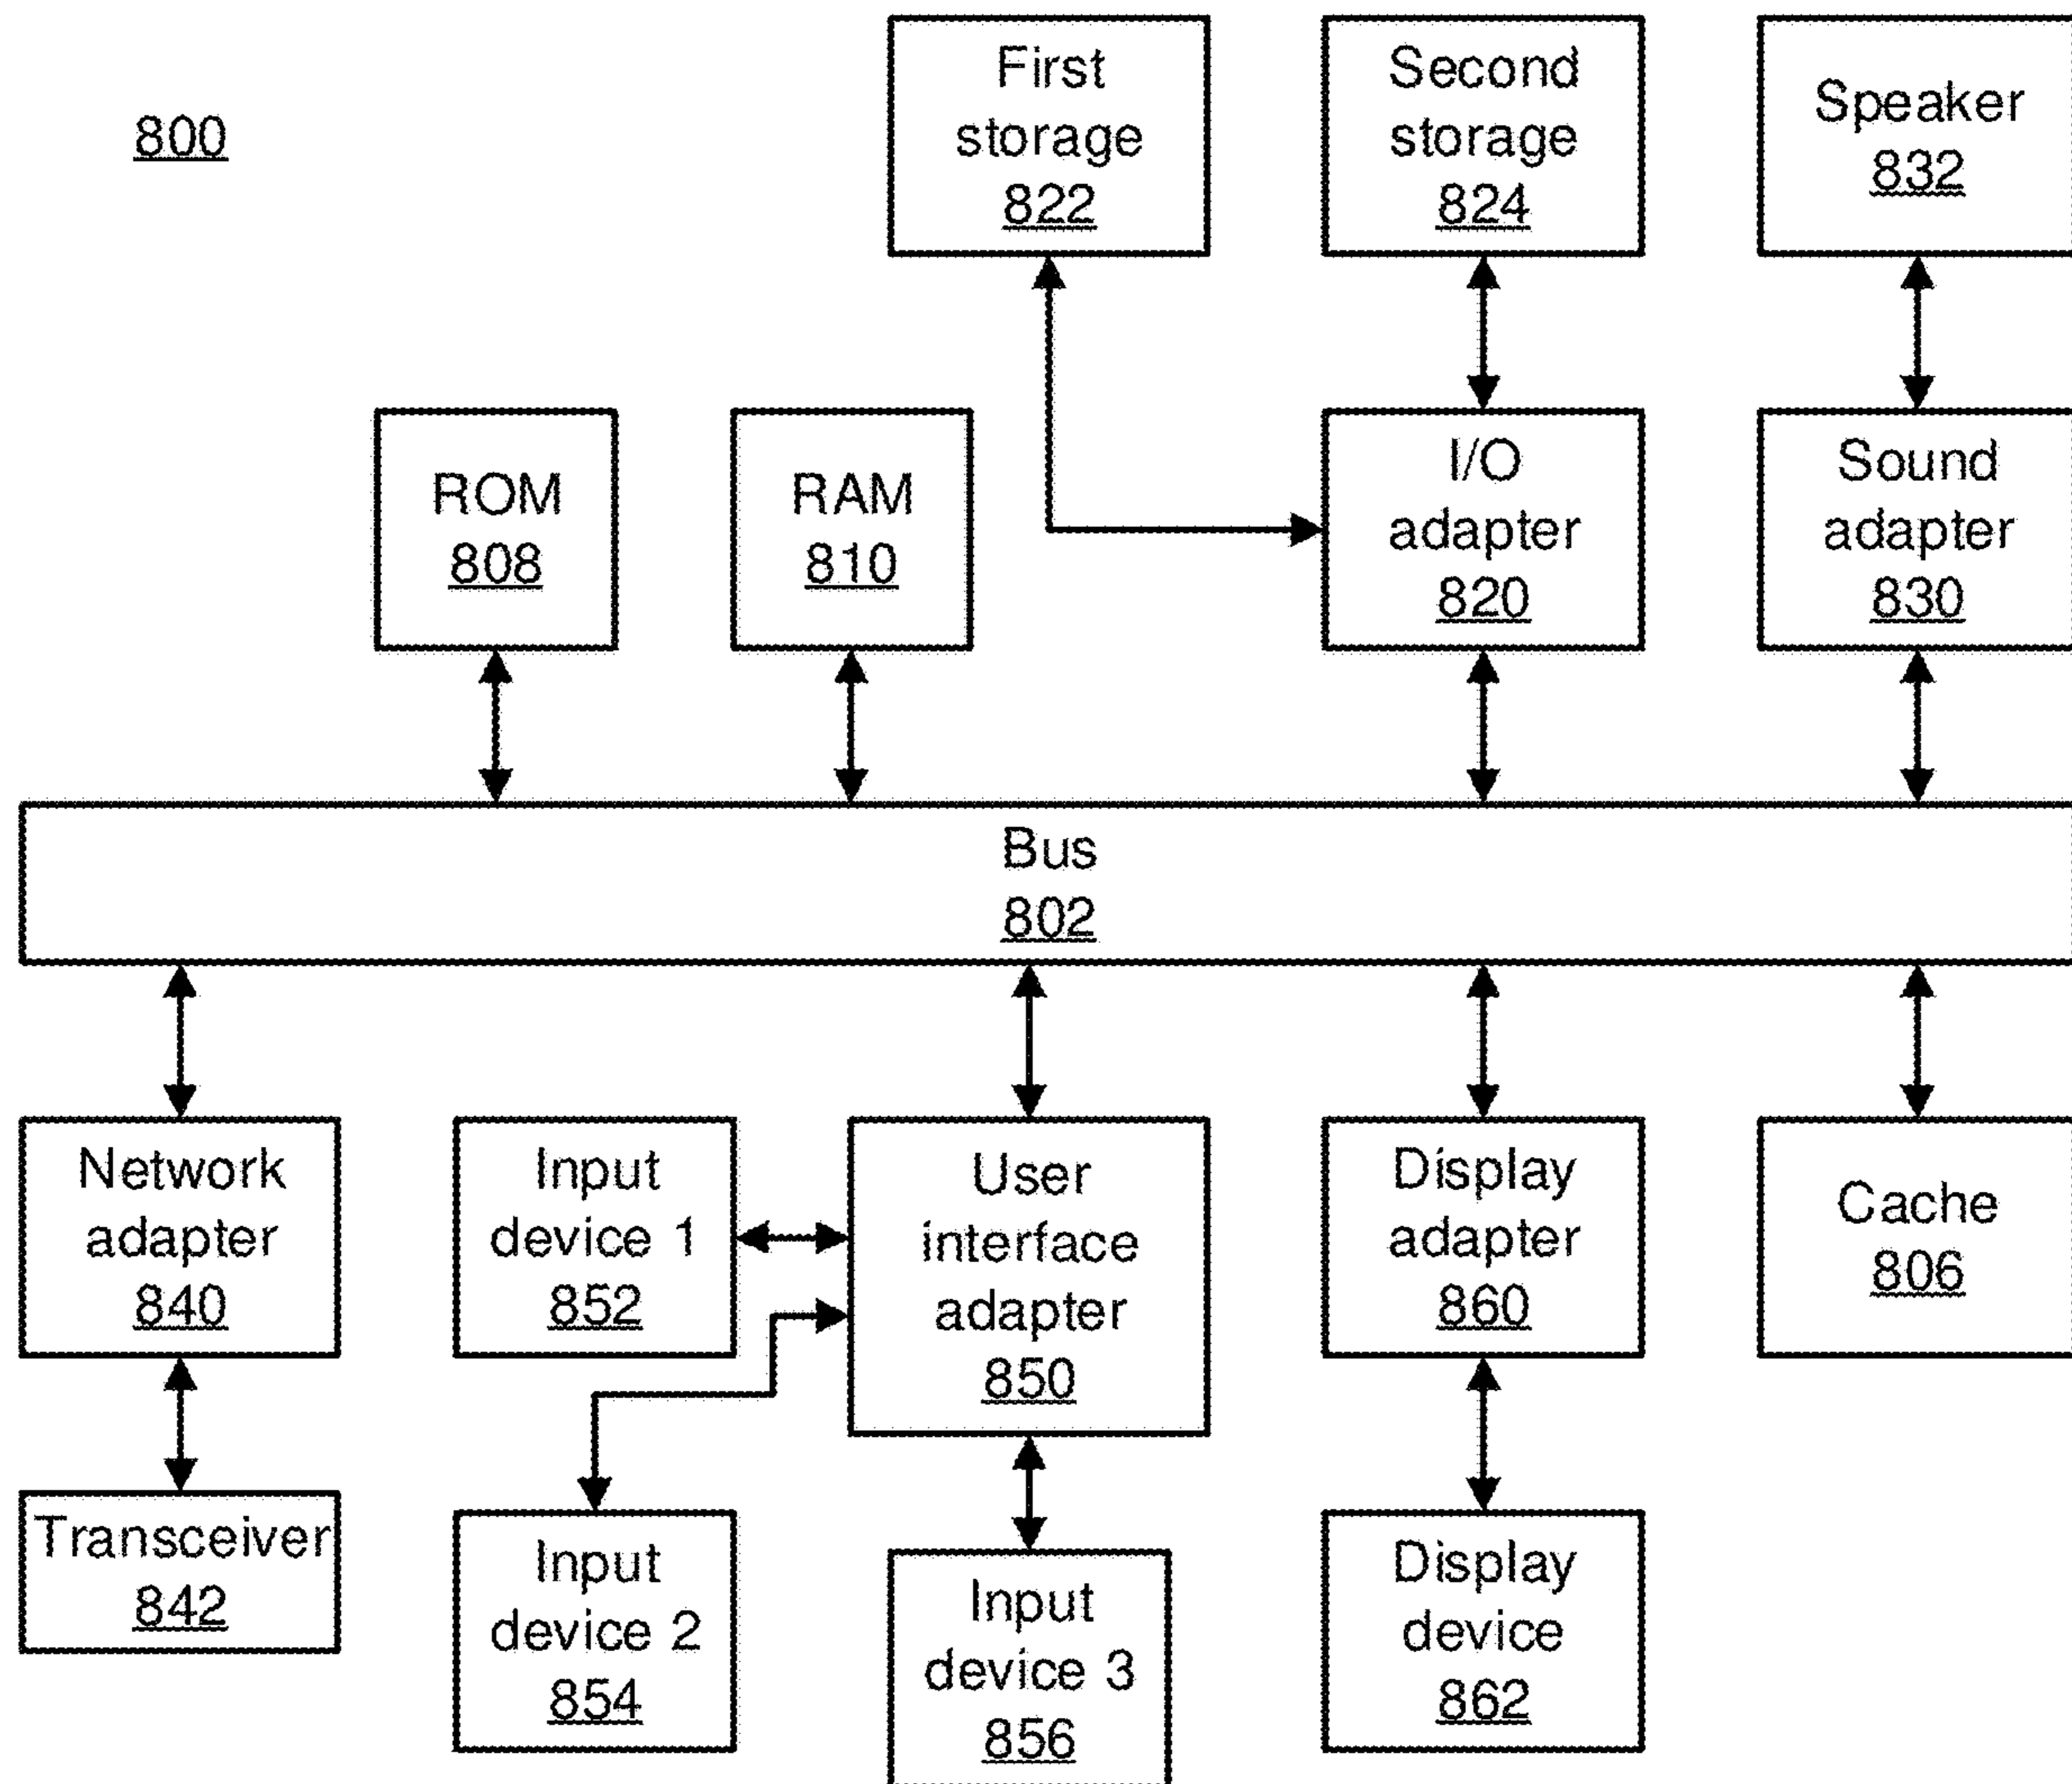 800
First
storage
822
Second
storage
824
Speaker
832
ROM
808
RAM
810
I/O
adapter
820
Sound
adapter
830
Bus
802
Network
adapter
840
Input
device 1
852
User
interface
adapter
850
Display
adapter
860
Cache
806
Transceiver
842
Input
device 2
854
Input
device 3
856
Display
device
862